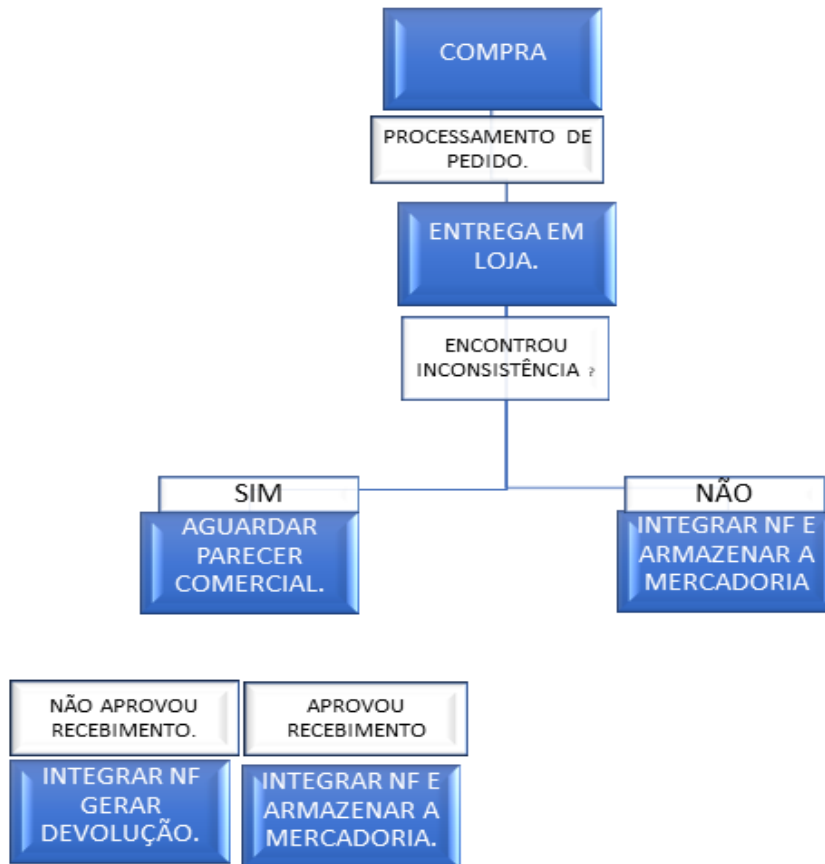 COMPRA
PROCESSAMENTO DE
PEDIDO.
ENTREGA EM
LOJA.
ENCONTROU
INCONSISTÊNCIA ?
SIM
AGUARDAR
PARECER
COMERCIAL.
NÃO
INTEGRAR NF E
ARMAZENAR A
MERCADORIA
NÃO APROVOU
RECEBIMENTO.
INTEGRAR NF
GERAR
DEVOLUÇÃO.
APROVOU
RECEBIMENTO
INTEGRAR NF E
ARMAZENAR A
MERCADORIA.